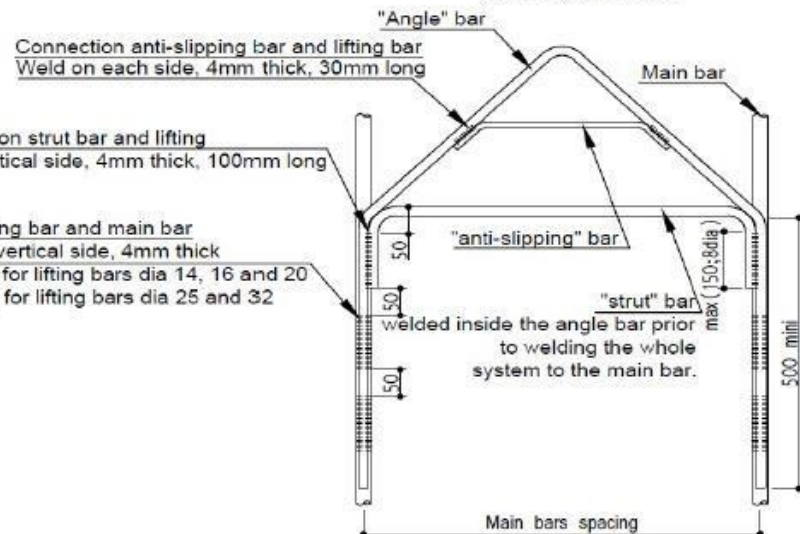 "Angle" bar
Connection anti-slipping bar and lifting bar
Weld on each side, 4mm thick, 30mm long
Main bar
on strut bar and lifting
tical side, 4mm thick, 100mm long
ng bar and main bar
vertical side, 4mm thick
for lifting bars dia 14, 16 and 20
for lifting bars dia 25 and 32
50
"anti-slipping" bar
max(150;8dia)
50
"strut" bar
welded inside the angle bar prior
to welding the whole
system to the main bar.
500 mini
50
Main bars spacing